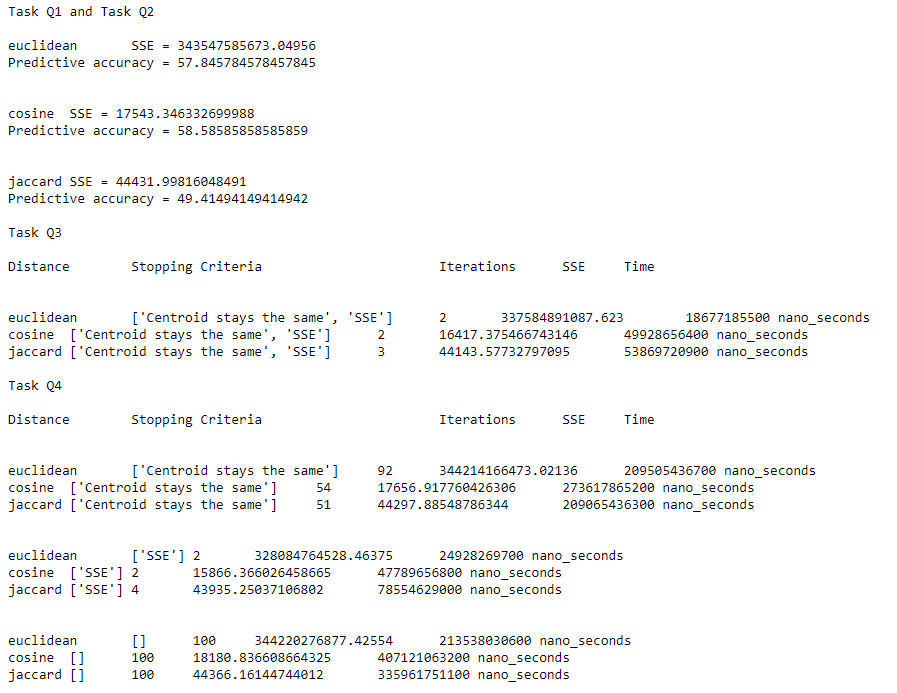 Task Q1 and Task Q2
euclidean SSE = 343547585673.04956
Predictive accuracy = 57.845784578457845
cosine SSE = 17543.346332699988
Predictive accuracy = 58.58585858585859
jaccard SSE = 44431.99816048491
Predictive accuracy = 49.41494149414942
Task Q3
Distance Stopping Criteria Iterations SSE Time
euclidean ['Centroid stays the same', 'SSE'] 2 337584891087.623 18677185500 nano_seconds
cosine ['Centroid stays the same', 'SSE'] 2 16417.375466743146 49928656400 nano_seconds
jaccard ['Centroid stays the same', 'SSE'] 3 44143.57732797095 53869720900 nano_seconds
Task Q4
Distance Stopping Criteria Iterations SSE Time
euclidean ['Centroid stays the same'] 92 344214166473.02136 209505436700 nano_seconds
cosine ['Centroid stays the same'] 54 17656.917760426306 273617865200 nano_seconds
jaccard ['Centroid stays the same'] 51 44297.88548786344 209065436300 nano_seconds
euclidean ['SSE'] 2 328084764528.46375 24928269700 nano_seconds
cosine ['SSE'] 2 15866.366026458665 47789656800 nano_seconds
jaccard ['SSE'] 4 43935.25037106802 78554629000 nano_seconds
euclidean [] 100 344220276877.42554 213538030600 nano_seconds
cosine [] 100 18180.836608664325 407121063200 nano_seconds
jaccard [] 100 44366.16144744012 335961751100 nano_seconds